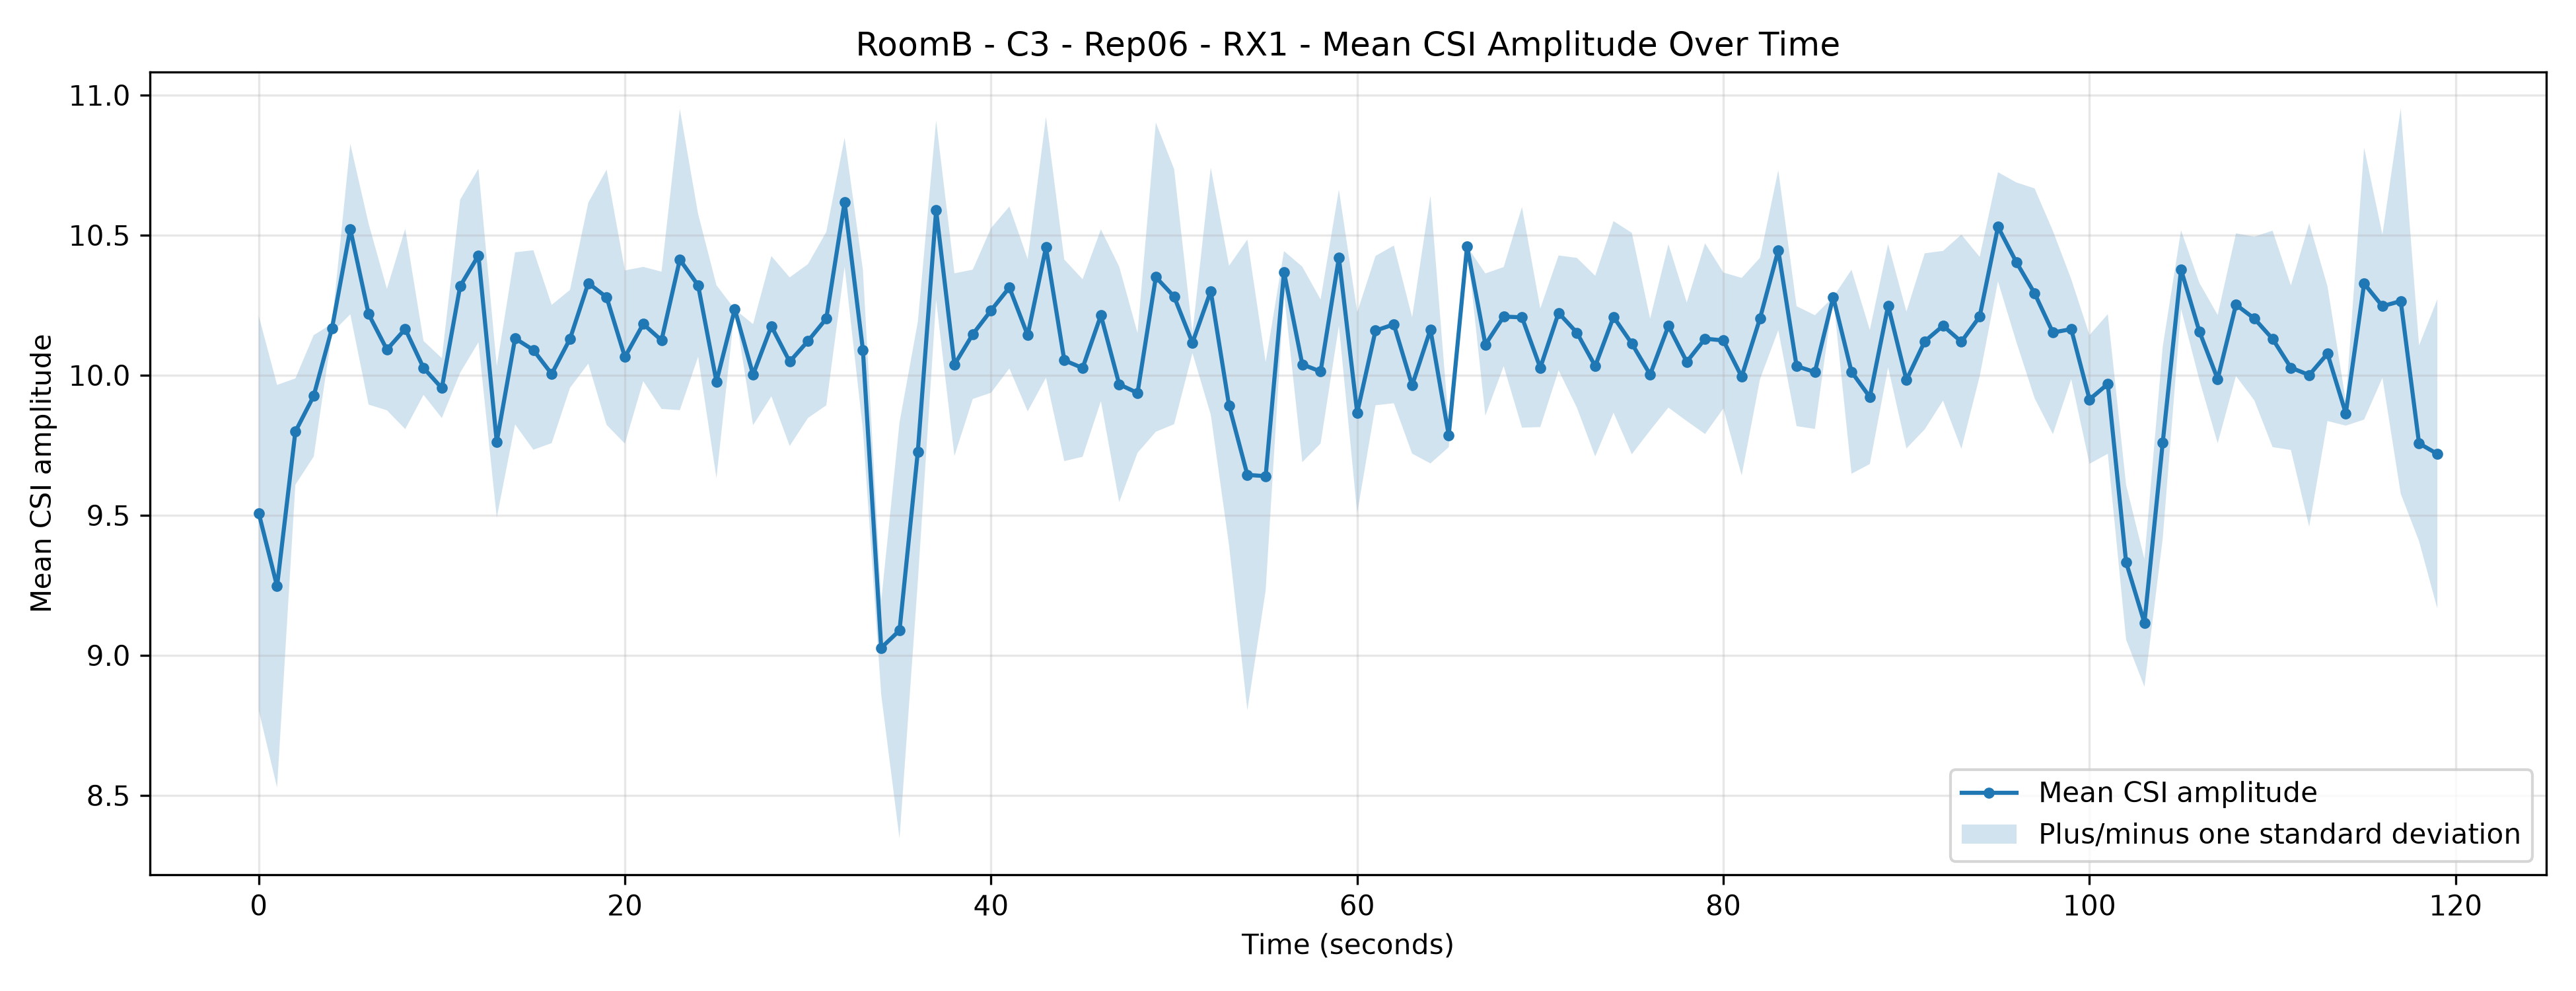 RoomB - C3 - Rep06 - RX1 - Mean CSI Amplitude Over Time
11.0
10.5
10.0
9.5
9.0
8.5
Mean CSI amplitude
Mean CSI amplitude
Plus/minus one standard deviation
0 20 40 60 80 100 120
Time (seconds)